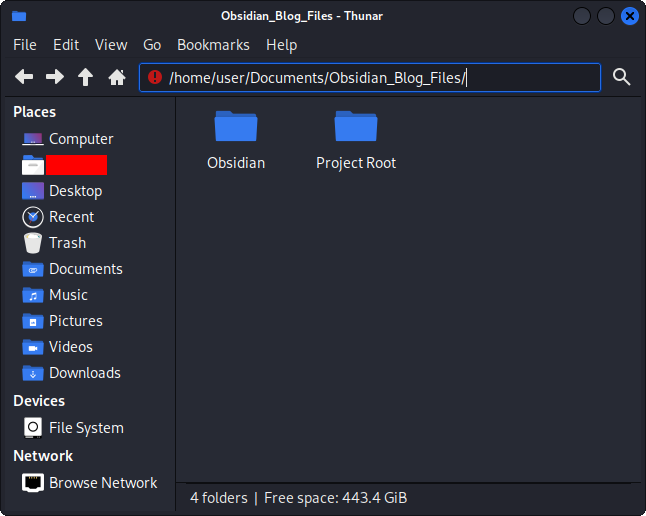 Obsidian_Blog_Files - Thunar
File Edit View Go Bookmarks Help
/home/user/Documents/Obsidian_Blog_Files/
Places
Computer
Desktop
Recent
Trash
Documents
Music
Pictures
Videos
Downloads
Devices
File System
Network
Browse Network
Obsidian
Project Root
4 folders | Free space: 443.4 GiB